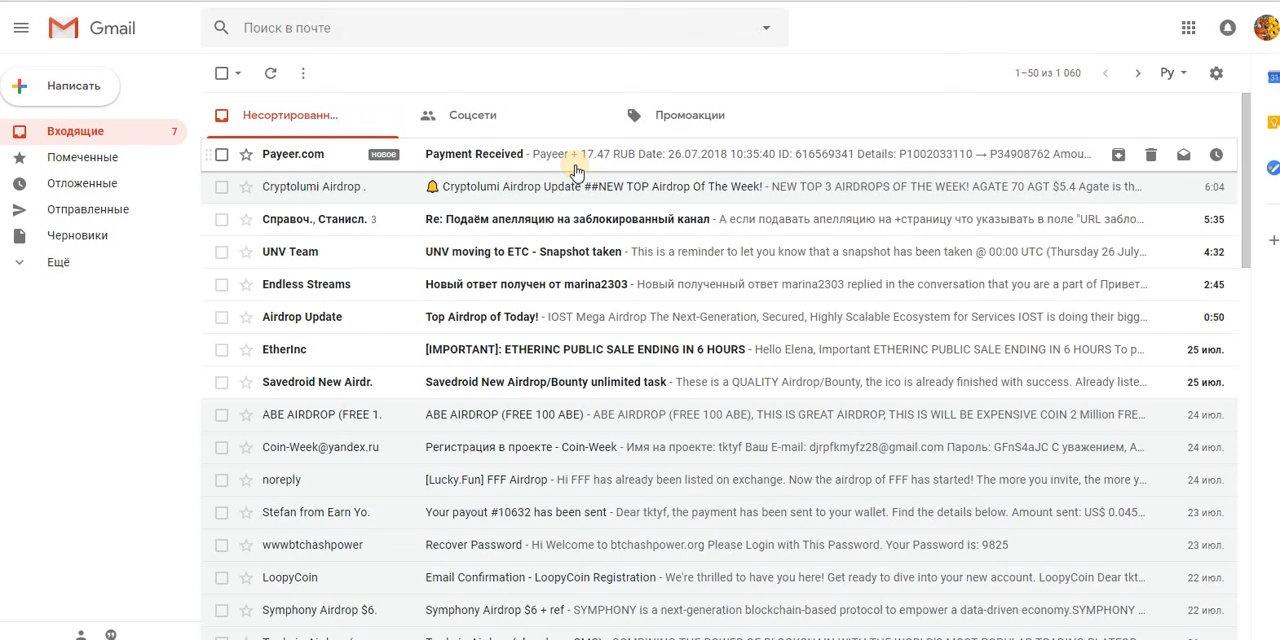 Gmail
Поиск в почте
Написать
1–50 из 1 060
Ру
Входящие 7
Помеченные
Отложенные
Отправленные
Черновики
Ещё
Несортированн...
Соцсети
Промоакции
Payeer.com новое Payment Received - Payeer + 17.47 RUB Date: 26.07.2018 10:35:40 ID: 616569341 Details: P1002033110 → P34908762 Amou...
Cryptolumi Airdrop . 🔔 Cryptolumi Airdrop Update ##NEW TOP Airdrop Of The Week! - NEW TOP 3 AIRDROPS OF THE WEEK! AGATE 70 AGT $5.4 Agate is th... 6:04
Справоч., Станисл. 3 Re: Подаём апелляцию на заблокированный канал - А если подавать апелляцию на +страницу что указывать в поле "URL забло... 5:35
UNV Team UNV moving to ETC - Snapshot taken - This is a reminder to let you know that a snapshot has been taken @ 00:00 UTC (Thursday 26 July... 4:32
Endless Streams Новый ответ получен от marina2303 - Новый полученный ответ marina2303 replied in the conversation that you are a part of Привет... 2:45
Airdrop Update Top Airdrop of Today! - IOST Mega Airdrop The Next-Generation, Secured, Highly Scalable Ecosystem for Services IOST is doing their bigg... 0:50
EtherInc [IMPORTANT]: ETHERINC PUBLIC SALE ENDING IN 6 HOURS - Hello Elena, Important ETHERINC PUBLIC SALE ENDING IN 6 HOURS To p... 25 июл.
Savedroid New Airdr. Savedroid New Airdrop/Bounty unlimited task - These is a QUALITY Airdrop/Bounty, the ico is already finished with success. Already liste... 25 июл.
ABE AIRDROP (FREE 1. ABE AIRDROP (FREE 100 ABE) - ABE AIRDROP (FREE 100 ABE), THIS IS GREAT AIRDROP, THIS IS WILL BE EXPENSIVE COIN 2 Million FRE... 24 июл.
Coin-Week@yandex.ru Регистрация в проекте - Coin-Week - Имя на проекте: tktyf Ваш E-mail: djrpfkmyfz28@gmail.com Пароль: GFnS4aJC С уважением, A... 24 июл.
noreply [Lucky.Fun] FFF Airdrop - Hi FFF has already been listed on exchange. Now the airdrop of FFF has started! The more you invite, the more y... 24 июл.
Stefan from Earn Yo. Your payout #10632 has been sent - Dear tktyf, the payment has been sent to your wallet. Find the details below. Amount sent: US$ 0.045... 23 июл.
wwwbtchashpower Recover Password - Hi Welcome to btchashpower.org Please Login with This Password. Your Password is: 9825 23 июл.
LoopyCoin Email Confirmation - LoopyCoin Registration - We're thrilled to have you here! Get ready to dive into your new account. LoopyCoin Dear tkt... 22 июл.
Symphony Airdrop $6. Symphony Airdrop $6 + ref - SYMPHONY is a next-generation blockchain-based protocol to empower a data-driven economy.SYMPHONY ... 22 июл.